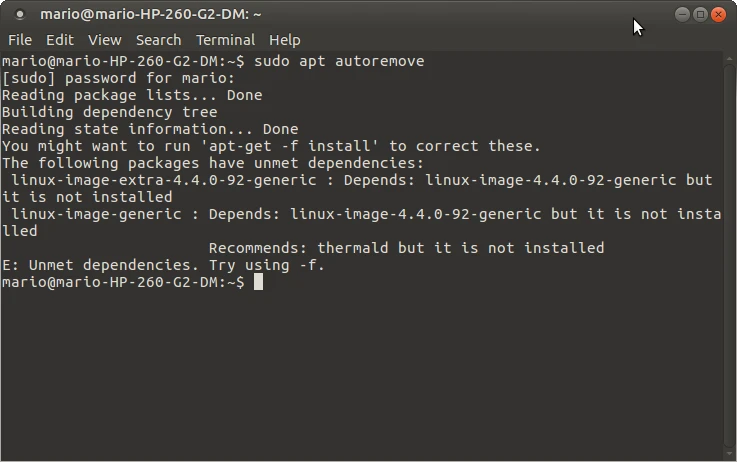 mario@mario-HP-260-G2-DM: ~
File Edit View Search Terminal Help
mario@mario-HP-260-G2-DM:~$ sudo apt autoremove
[sudo] password for mario:
Reading package lists... Done
Building dependency tree
Reading state information... Done
You might want to run 'apt-get -f install' to correct these.
The following packages have unmet dependencies:
 linux-image-extra-4.4.0-92-generic : Depends: linux-image-4.4.0-92-generic but
it is not installed
 linux-image-generic : Depends: linux-image-4.4.0-92-generic but it is not insta
lled
                       Recommends: thermald but it is not installed
E: Unmet dependencies. Try using -f.
mario@mario-HP-260-G2-DM:~$